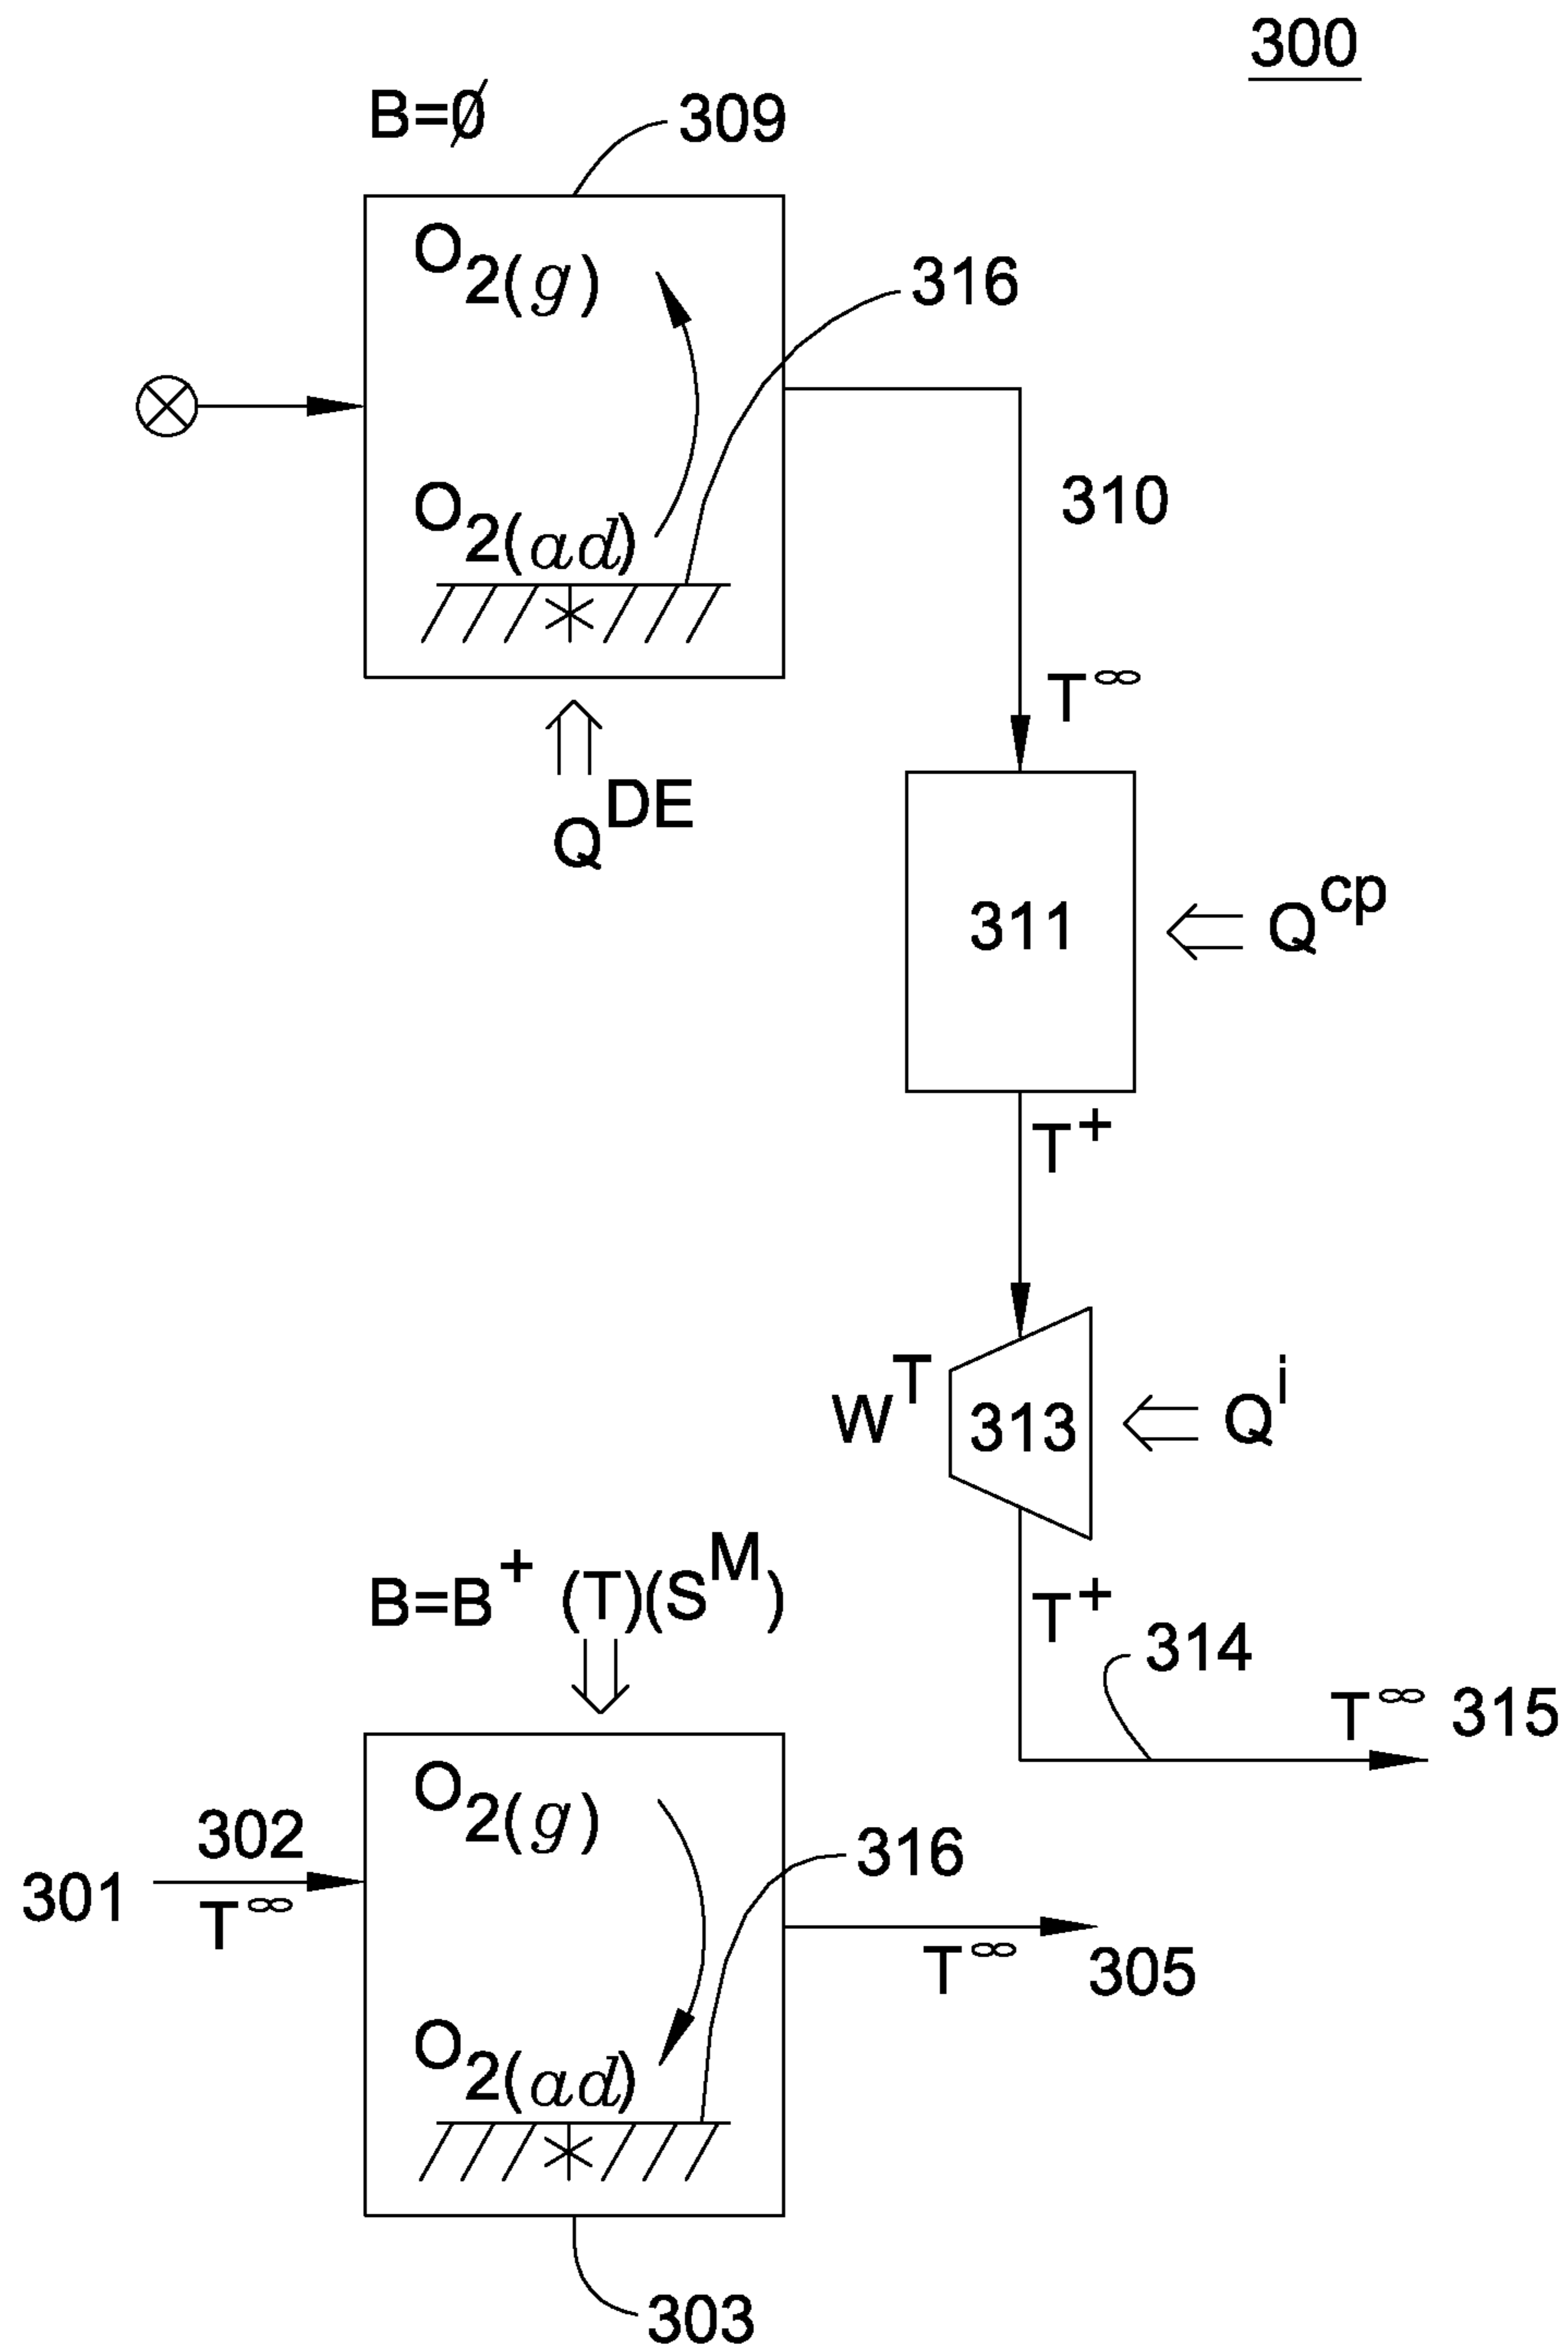 300
B=∅
309
O₂(g)
316
O₂(ad)
310
T^∞
Q^DE
311
Q^cp
T⁺
W^T
313
Q^i
B=B⁺ (T)(S^M)
T⁺
314
T^∞ 315
O₂(g)
302
316
301
T^∞
T^∞
305
O₂(ad)
303